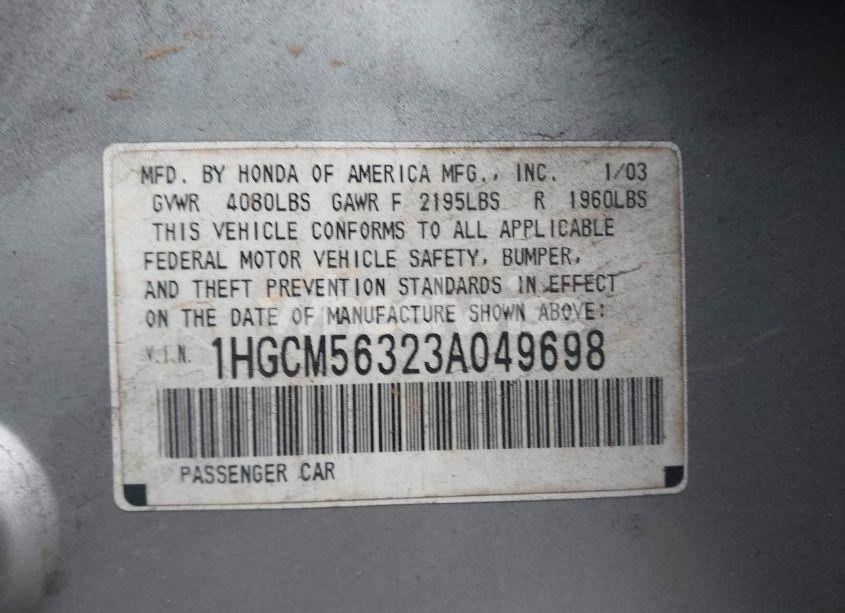 MFD. BY HONDA OF AMERICA MFG., INC. 1/03
GVWR 4080LBS GAWR F 2195LBS R 1960LBS
THIS VEHICLE CONFORMS TO ALL APPLICABLE
FEDERAL MOTOR VEHICLE SAFETY, BUMPER,
AND THEFT PREVENTION STANDARDS IN EFFECT
ON THE DATE OF MANUFACTURE SHOWN ABOVE:
V.I.N. 1HGCM56323A049698
PASSENGER CAR